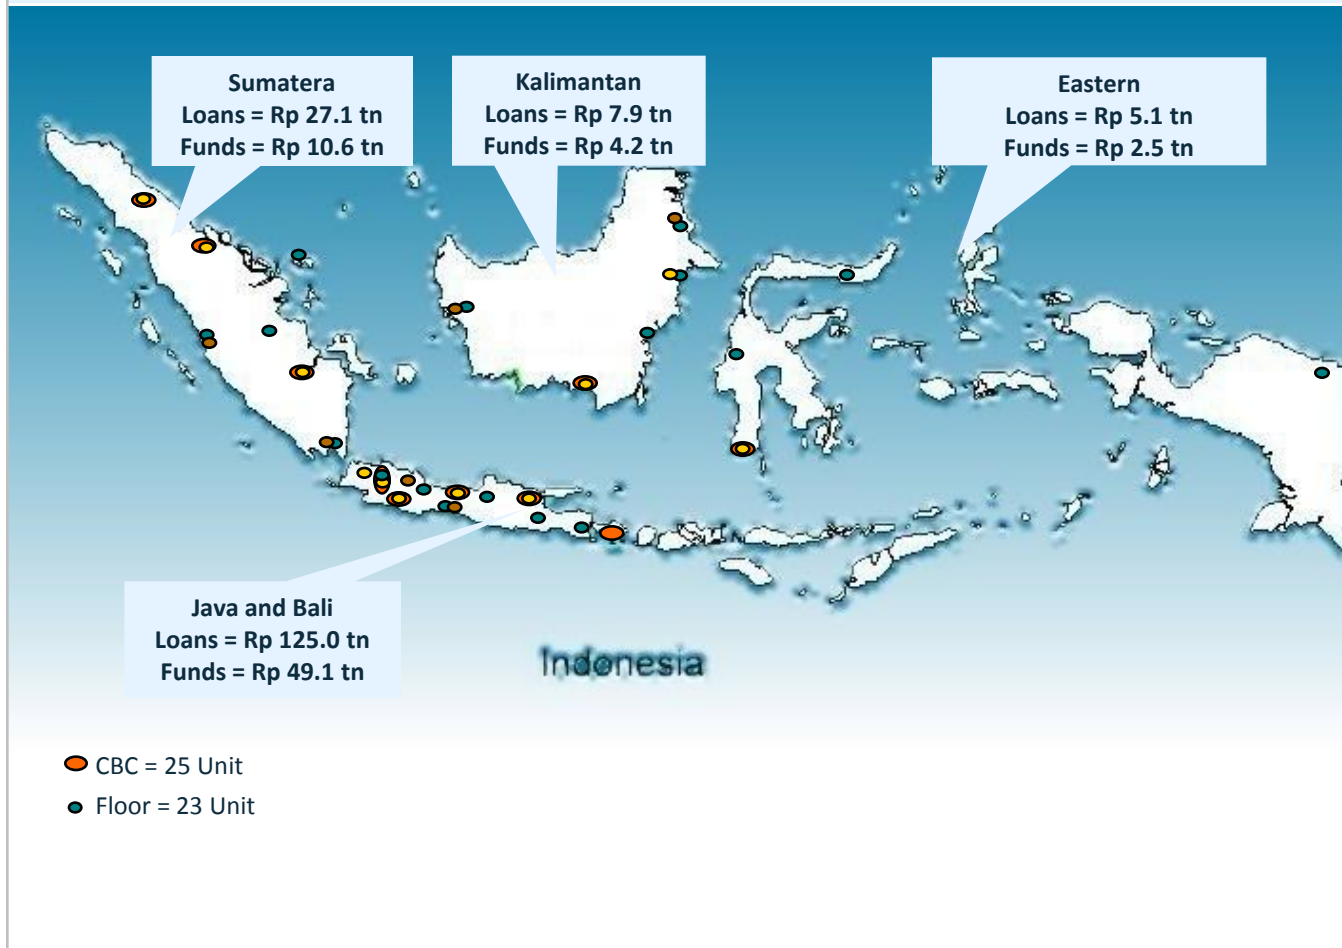 Sumatera
Loans = Rp 27.1 tn
Funds = Rp 10.6 tn
Kalimantan
Loans = Rp 7.9 tn
Funds = Rp 4.2 tn
Eastern
Loans = Rp 5.1 tn
Funds = Rp 2.5 tn
Java and Bali
Loans = Rp 125.0 tn
Funds = Rp 49.1 tn
Indonesia
CBC = 25 Unit
Floor = 23 Unit